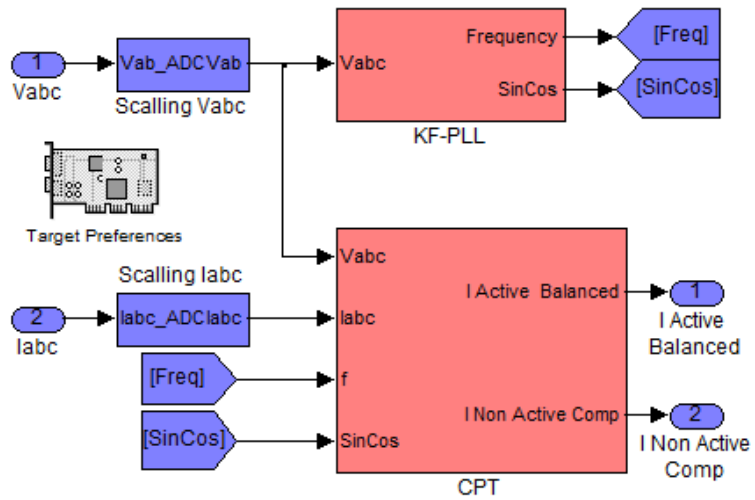 Frequency
[Freq]
1
Vab_ADCVab
Vabc
SinCos
[SinCos]
Vabc
Scalling Vabc
KF-PLL
Target Preferences
Vabc
Scalling Iabc
I Active Balanced
1
2
Iabc_ADCIabc
Iabc
I Active
Balanced
Iabc
[Freq]
f
[SinCos]
SinCos
I Non Active Comp
2
I Non Active
Comp
CPT